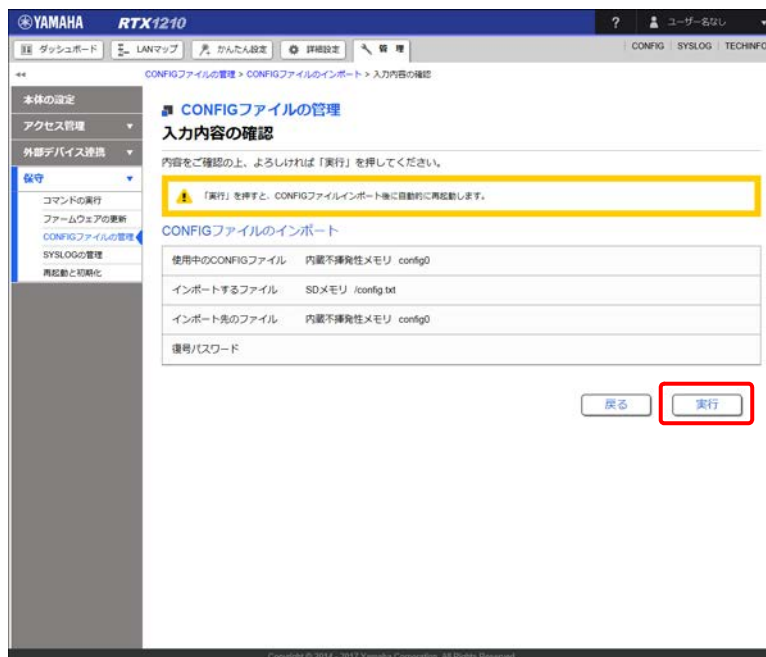 YAMAHA RTX1210 ? ユーザー名なし
ダッシュボード LANマップ かんたん設定 詳細設定 管理 CONFIG SYSLOG TECHINFO
CONFIGファイルの管理 > CONFIGファイルのインポート > 入力内容の確認
本体の設定
アクセス管理
外部デバイス連携
保守
コマンドの実行
ファームウェアの更新
CONFIGファイルの管理
SYSLOGの管理
再起動と初期化
CONFIGファイルの管理
入力内容の確認
内容をご確認の上、よろしければ「実行」を押してください。
「実行」を押すと、CONFIGファイルインポート後に自動的に再起動します。
CONFIGファイルのインポート
使用中のCONFIGファイル 内蔵不揮発性メモリ config0
インポートするファイル SDメモリ /config.txt
インポート先のファイル 内蔵不揮発性メモリ config0
復号パスワード
戻る 実行
Copyright © 2014 - 2017 Yamaha Corporation. All Rights Reserved.